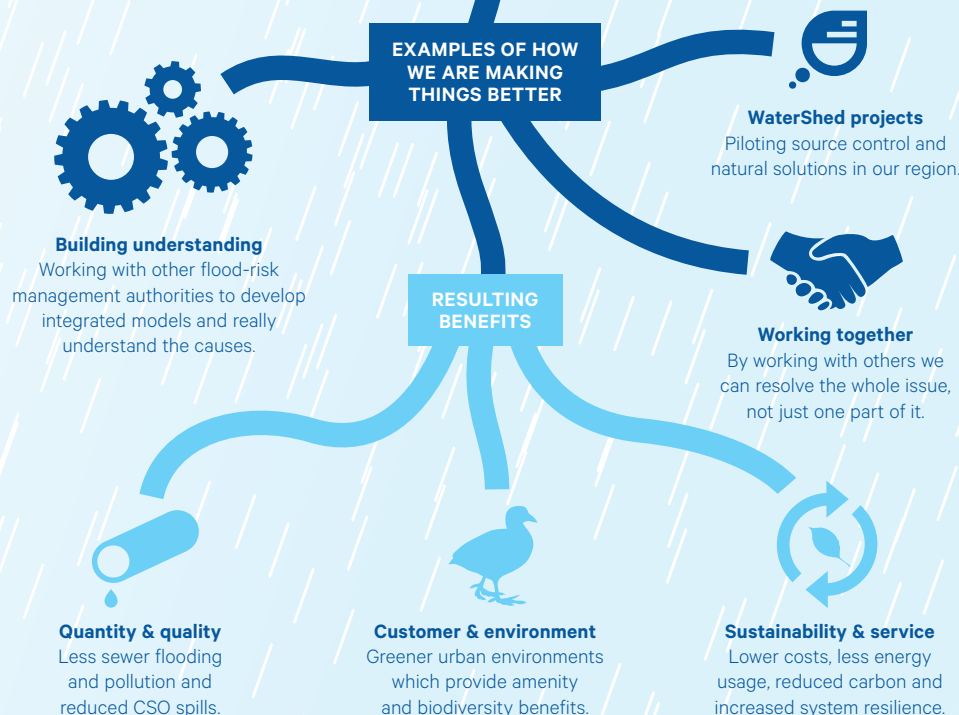 EXAMPLES OF HOW
WE ARE MAKING
THINGS BETTER
WaterShed projects
Piloting source control and
natural solutions in our region.
Building understanding
Working with other flood-risk
management authorities to develop
integrated models and really
understand the causes.
RESULTING
BENEFITS
Working together
By working with others we
can resolve the whole issue,
not just one part of it.
Quantity & quality
Less sewer flooding
and pollution and
reduced CSO spills.
Customer & environment
Greener urban environments
which provide amenity
and biodiversity benefits.
Sustainability & service
Lower costs, less energy
usage, reduced carbon and
increased system resilience.